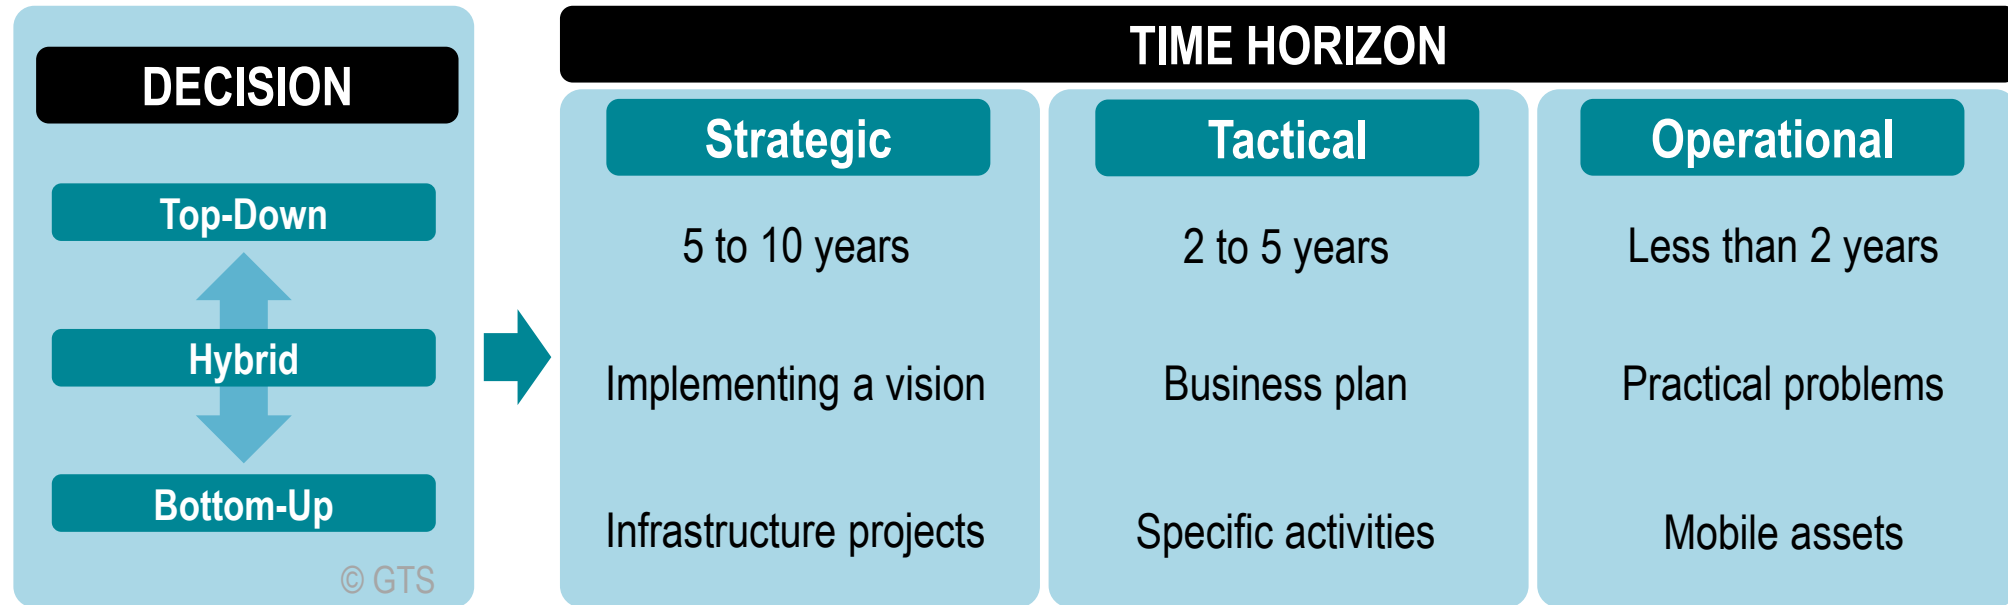 DECISION
Top-Down
Hybrid
Bottom-Up
© GTS
TIME HORIZON
Strategic
5 to 10 years
Implementing a vision
Infrastructure projects
Tactical
2 to 5 years
Business plan
Specific activities
Operational
Less than 2 years
Practical problems
Mobile assets